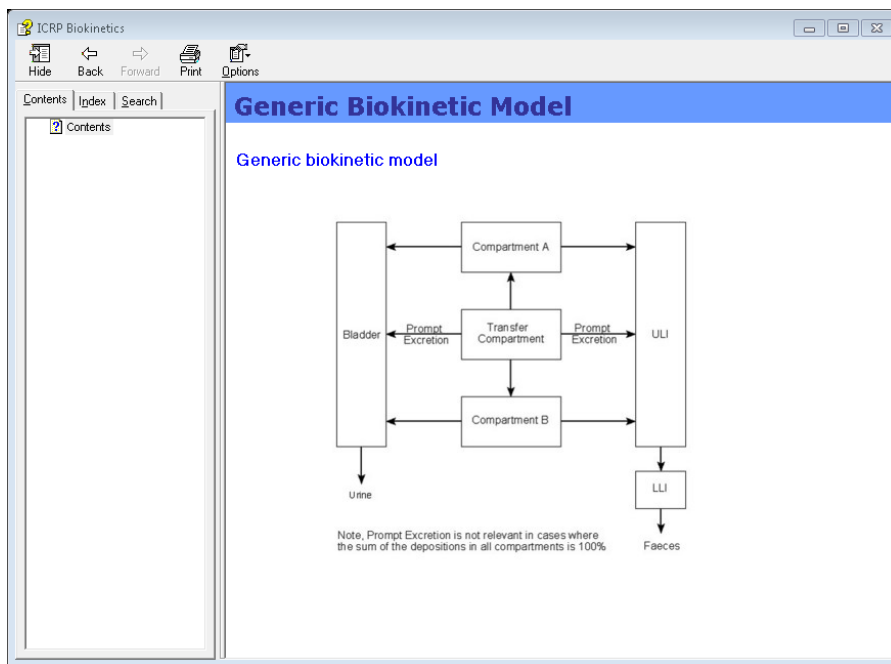 ICRP Biokinetics
Hide Back Forward Print Options
Contents Index Search
Contents
Generic Biokinetic Model
Generic biokinetic model
Compartment A
Bladder
Prompt
Excretion
Transfer
Compartment
Prompt
Excretion
ULI
Compartment B
Urine
LLI
Note, Prompt Excretion is not relevant in cases where
the sum of the depositions in all compartments is 100%
Faeces